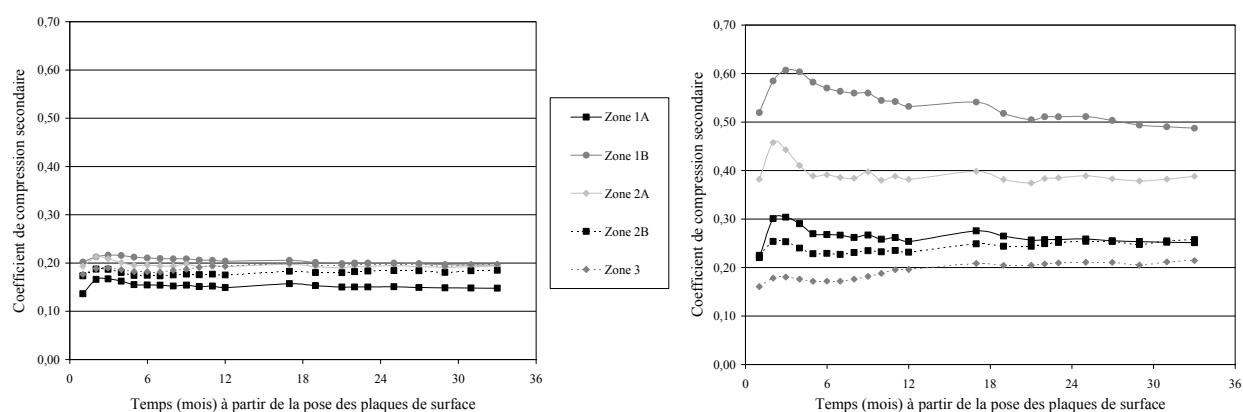 0,70
0,60
0,50
0,40
0,30
0,20
0,10
0,00
Coefficient de compression secondaire
0 6 12 18 24 30 36
Temps (mois) à partir de la pose des plaques de surface
Zone 1A
Zone 1B
Zone 2A
Zone 2B
Zone 3
0,70
0,60
0,50
0,40
0,30
0,20
0,10
0,00
Coefficient de compression secondaire
0 6 12 18 24 30 36
Temps (mois) à partir de la pose des plaques de surface